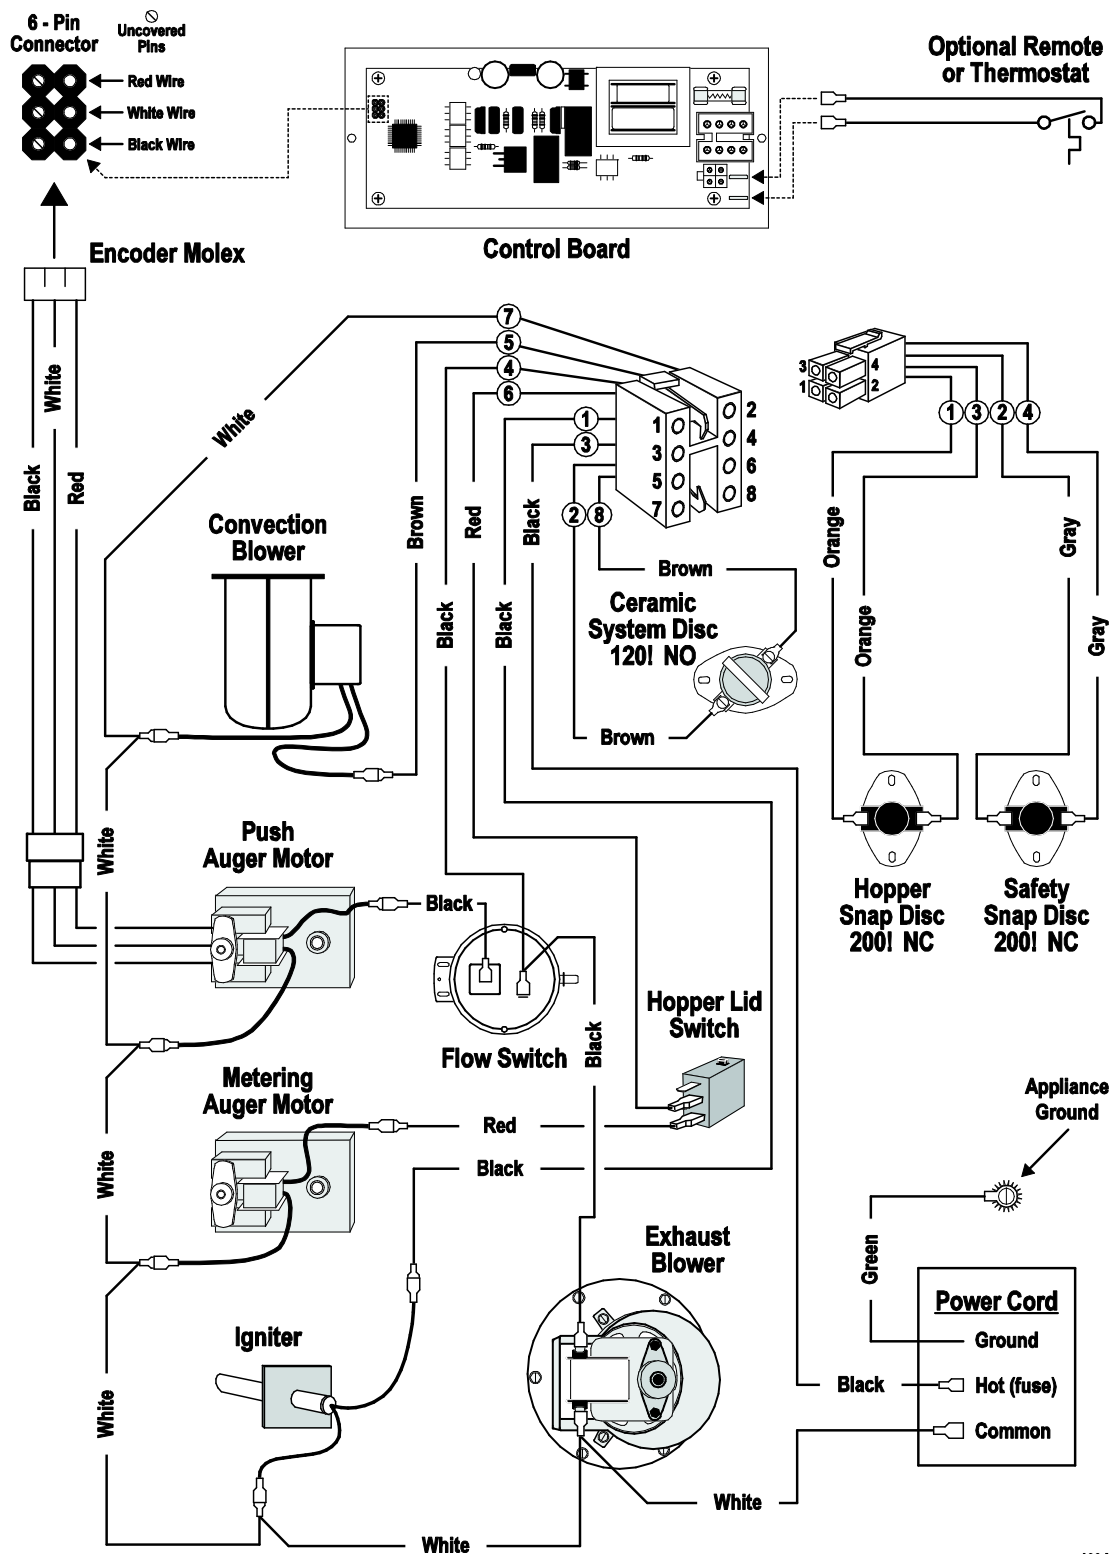 6 - Pin
Connector
Uncovered
Pins
Red Wire
White Wire
Black Wire
Optional Remote
or Thermostat
Control Board
Encoder Molex
Black
White
Red
7
5
4
6
1
3
2
8
1
3
5
7
2
4
6
8
3
1
4
2
1
3
2
4
White
Brown
Red
Black
Black
Black
Convection
Blower
Brown
Ceramic
System Disc
120! NO
Brown
Orange
Orange
Gray
Gray
Hopper
Snap Disc
200! NC
Safety
Snap Disc
200! NC
White
Push
Auger Motor
Black
Flow Switch
Black
Hopper Lid
Switch
Metering
Auger Motor
Red
Black
White
Appliance
Ground
Green
Exhaust
Blower
Power Cord
Ground
Hot (fuse)
Common
Black
Igniter
White
White
White